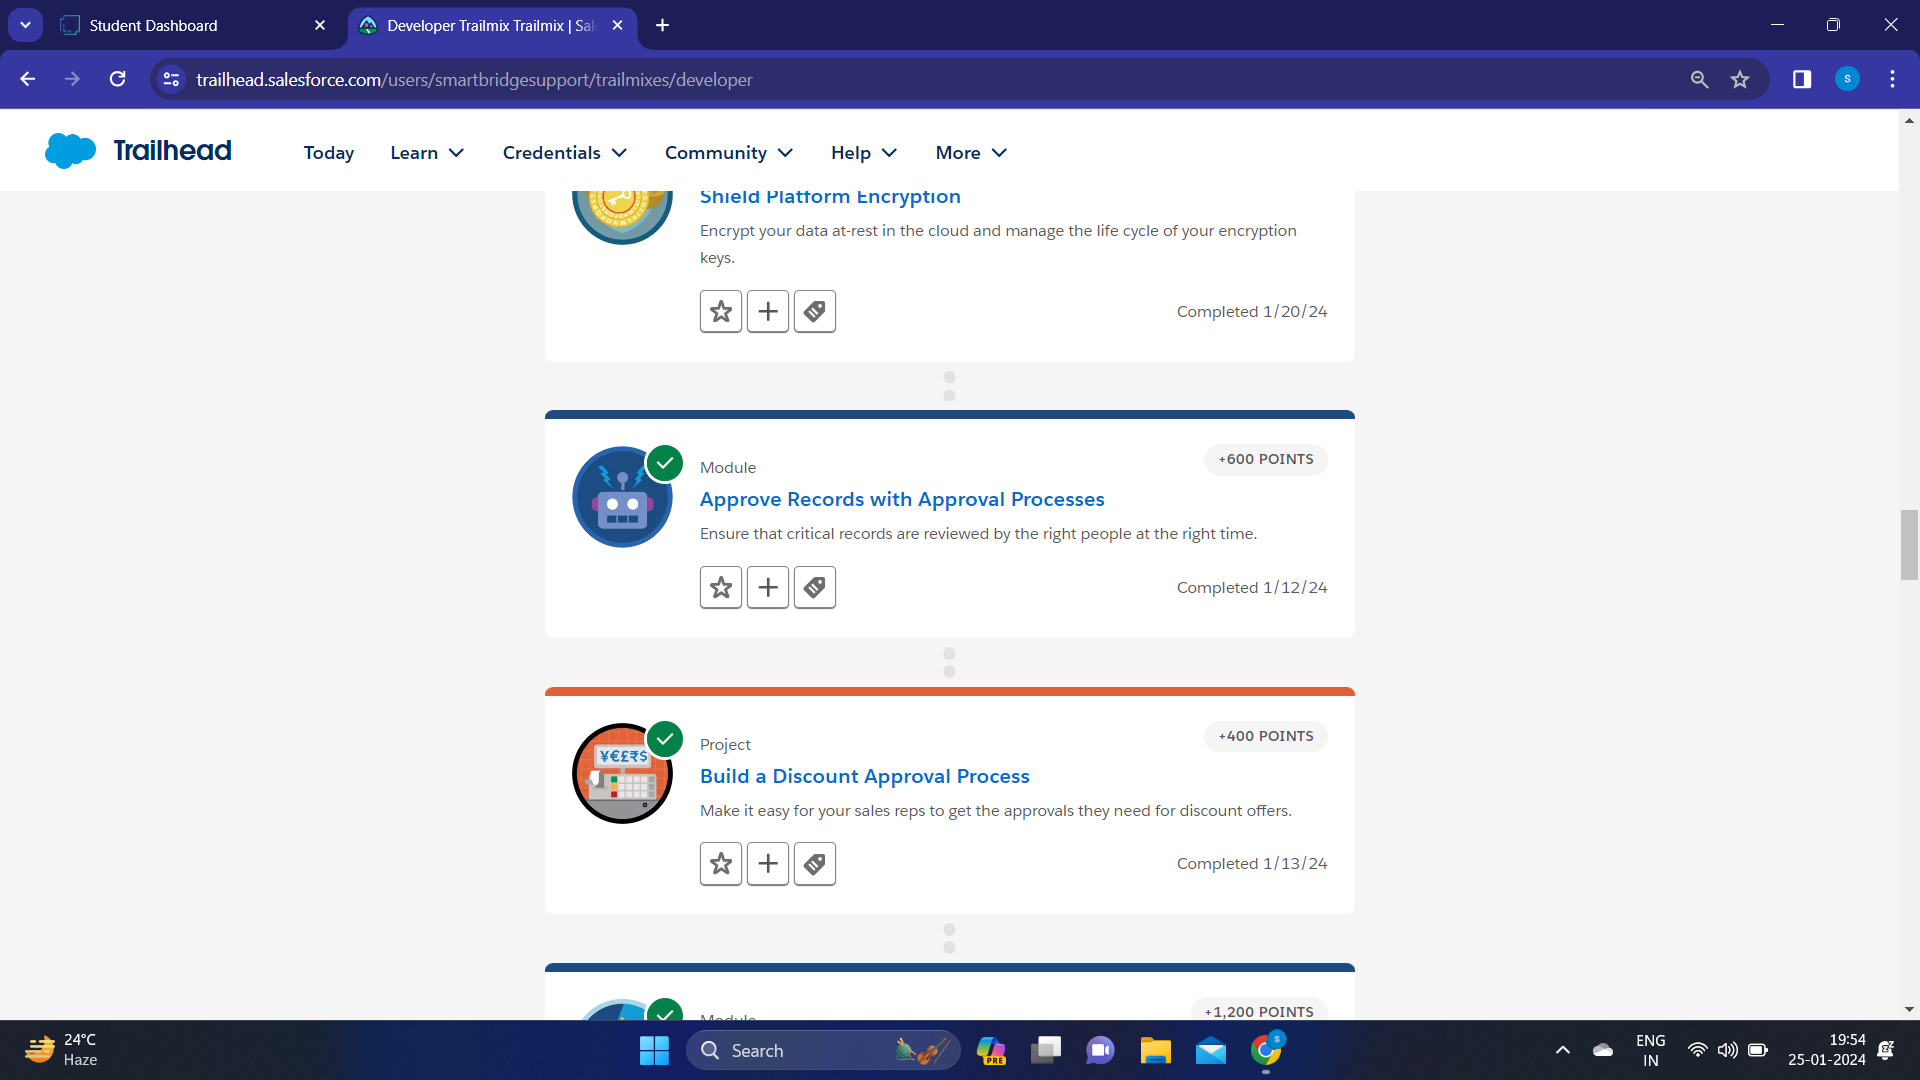 Student Dashboard
Developer Trailmix Trailmix | Sal
trailhead.salesforce.com/users/smartbridgesupport/trailmixes/developer
S
Trailhead
Today Learn Credentials Community Help More
Shield Platform Encryption
Encrypt your data at-rest in the cloud and manage the life cycle of your encryption
keys.
Completed 1/20/24
+600 POINTS
Module
Approve Records with Approval Processes
Ensure that critical records are reviewed by the right people at the right time.
Completed 1/12/24
+400 POINTS
Project
¥€£₹$
Build a Discount Approval Process
Make it easy for your sales reps to get the approvals they need for discount offers.
Completed 1/13/24
+1,200 POINTS
Module
24°C
Haze
Search
PRE
S
ENG
IN
19:54
25-01-2024